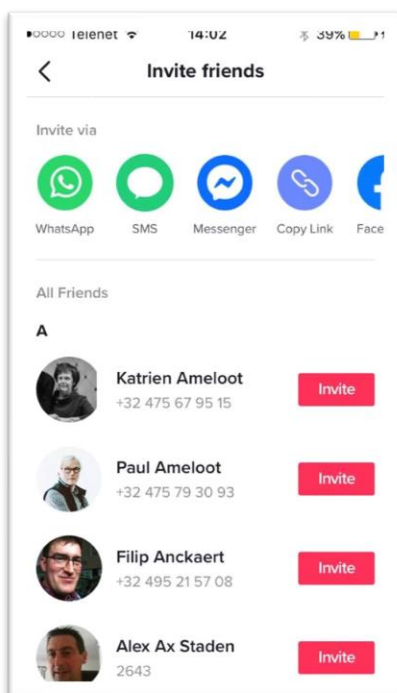 Telenet 14:02 39%
Invite friends
Invite via
WhatsApp SMS Messenger Copy Link Face
All Friends
A
Katrien Ameloot
+32 475 67 95 15
Invite
Paul Ameloot
+32 475 79 30 93
Invite
Filip Anckaert
+32 495 21 57 08
Invite
Alex Ax Staden
2643
Invite